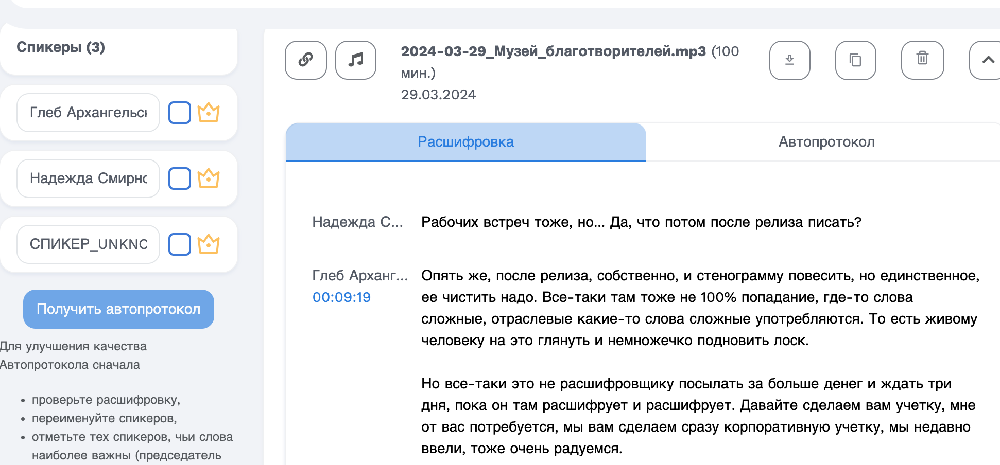 Спикеры (3)
Глеб Архангельс
Надежда Смирн
СПИКЕР_UNKN
Получить автопротокол
Для улучшения качества
Автопротокола сначала
• проверьте расшифровку,
• переименуйте спикеров,
• отметьте тех спикеров, чьи слова
наиболее важны (председатель
2024-03-29_Музей_благотворителей.mp3 (100
мин.)
29.03.2024
Расшифровка
Автопротокол
Надежда С...
Рабочих встреч тоже, но... Да, что потом после релиза писать?
Глеб Арханг...
00:09:19
Опять же, после релиза, собственно, и стенограмму повесить, но единственное,
ее чистить надо. Все-таки там тоже не 100% попадание, где-то слова
сложные, отраслевые какие-то слова сложные употребляются. То есть живому
человеку на это глянуть и немножечко подновить лоск.
Но все-таки это не расшифровщику посылать за больше денег и ждать три
дня, пока он там расшифрует и расшифрует. Давайте сделаем вам учетку, мне
от вас потребуется, мы вам сделаем сразу корпоративную учетку, мы недавно
ввели, тоже очень радуемся.